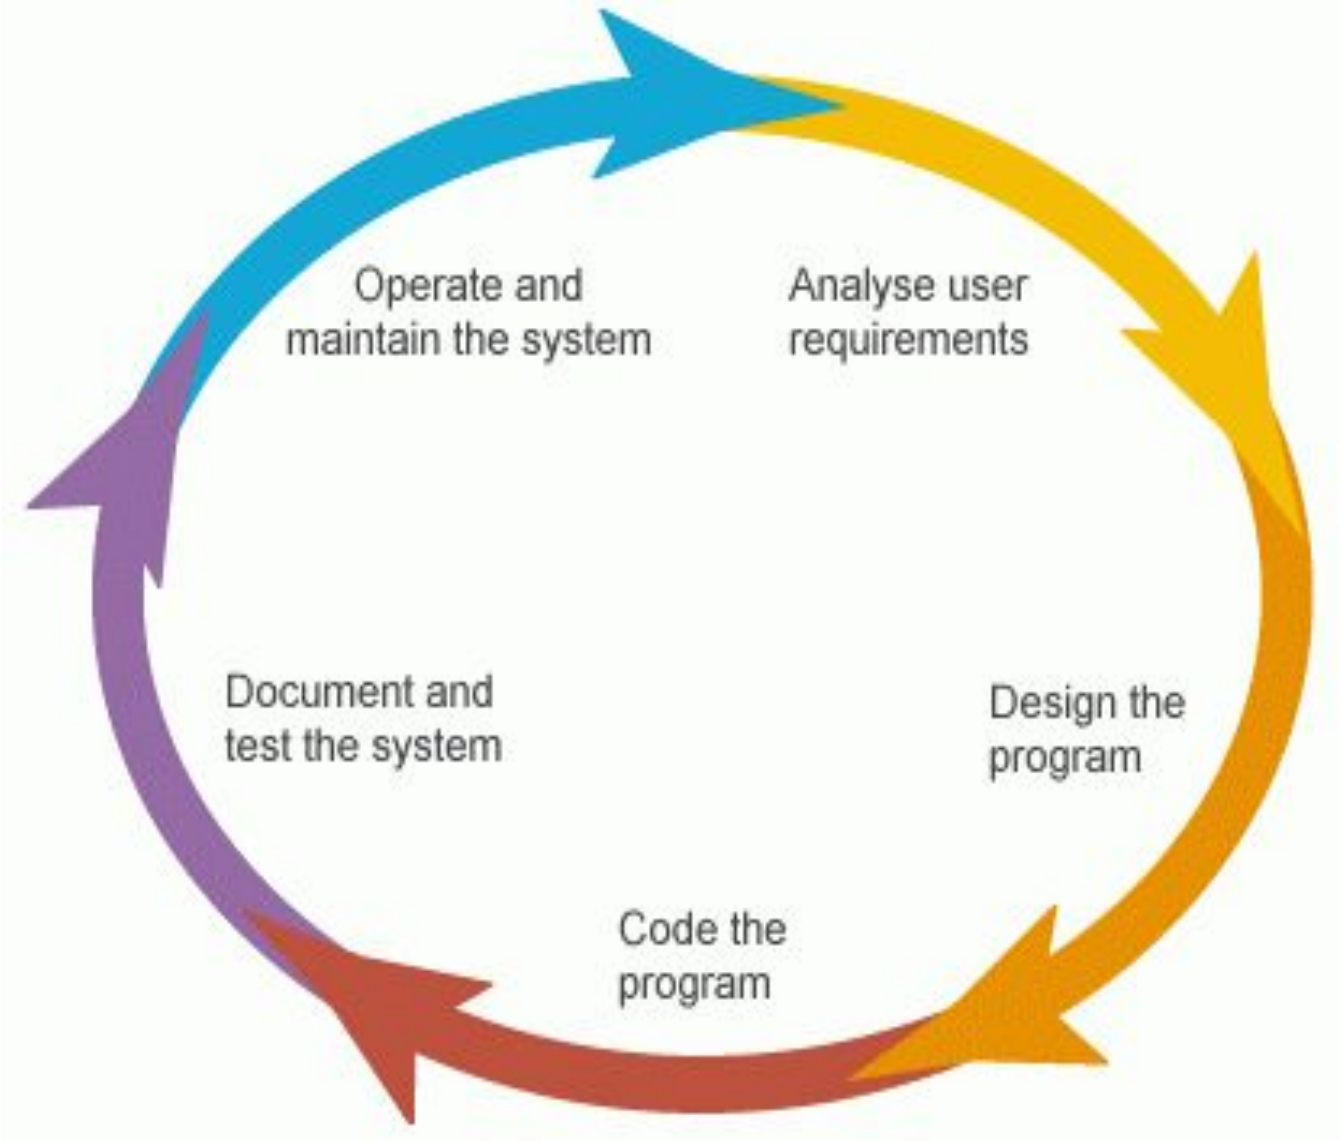 Operate and
maintain the system
Analyse user
requirements
Design the
program
Code the
program
Document and
test the system